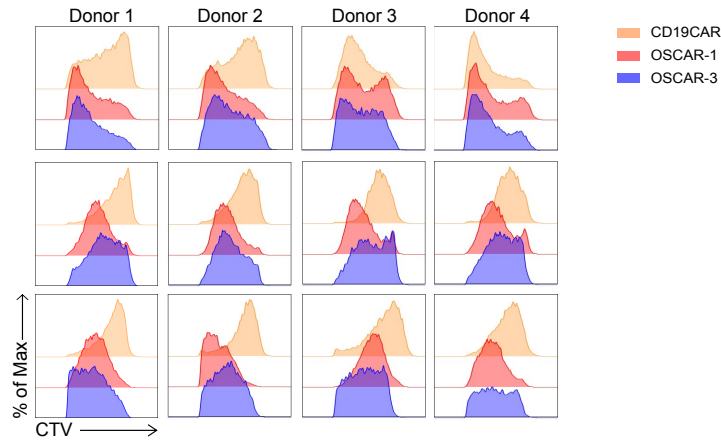 Donor 1 Donor 2 Donor 3 Donor 4
CD19CAR
OSCAR-1
OSCAR-3
% of Max
CTV